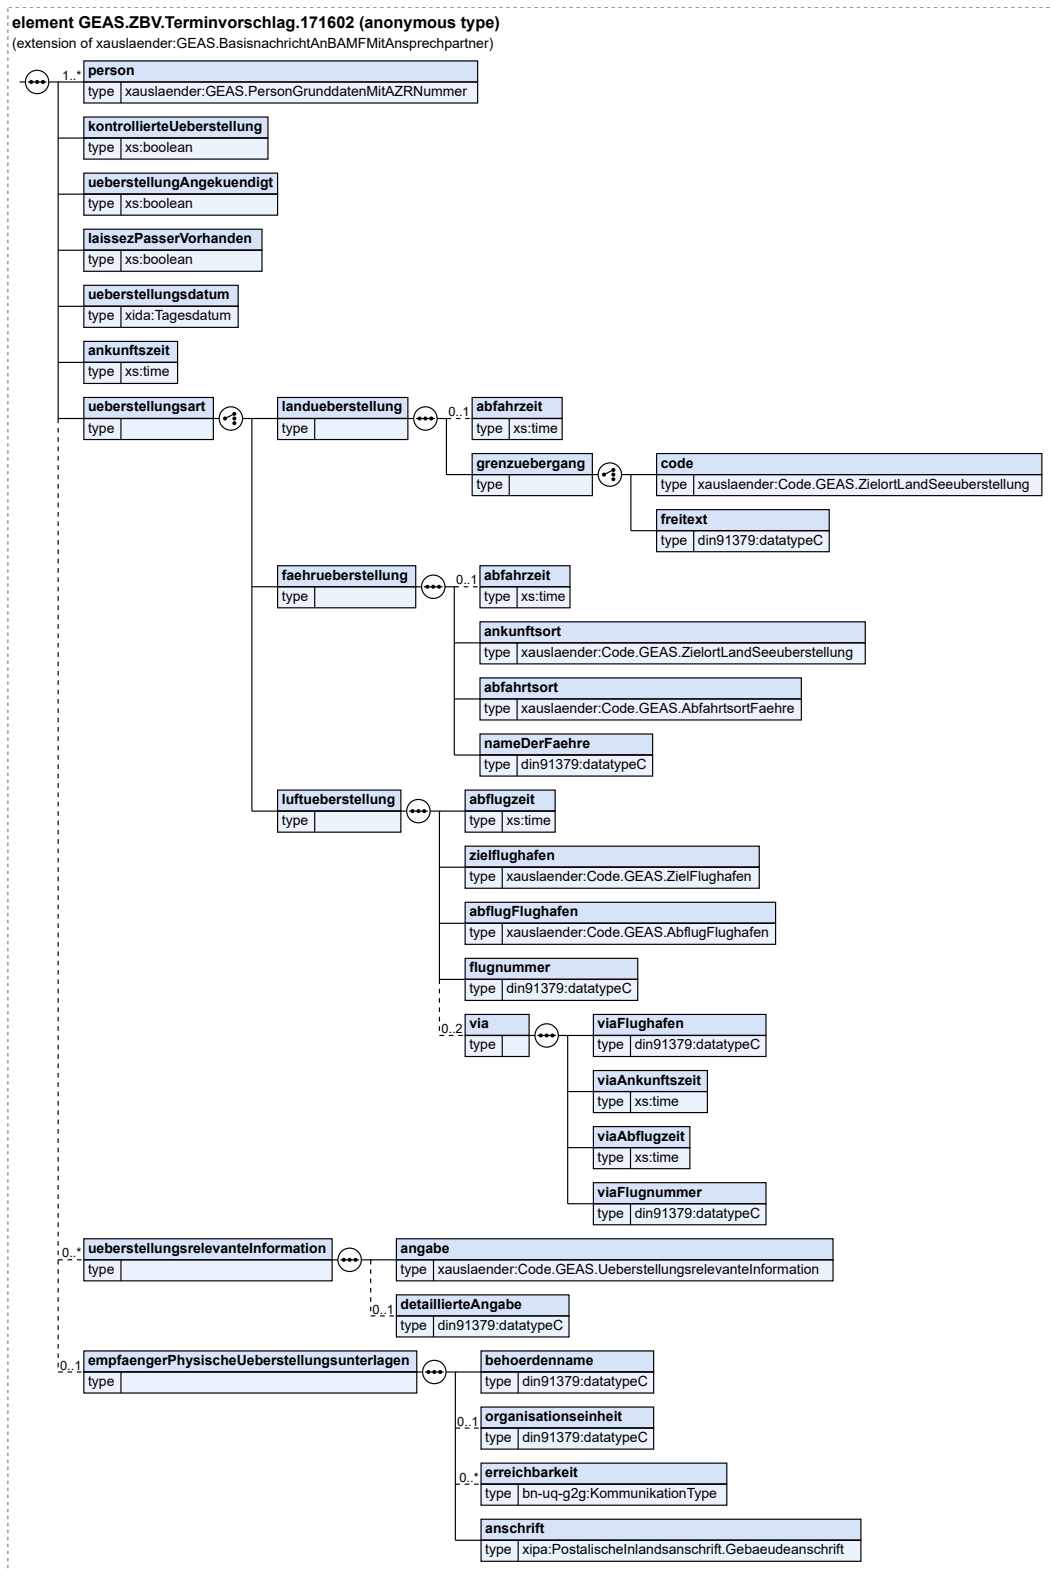 element GEAS.ZBV.Terminvorschlag.171602 (anonymous type)
(extension of xauslaender:GEAS.BasisnachrichtAnBAMFMitAnsprechpartner)
1..* person
type xauslaender:GEAS.PersonGrunddatenMitAZRNummer
kontrollierteUeberstellung
type xs:boolean
ueberstellungAngekuendigt
type xs:boolean
laissezPasserVorhanden
type xs:boolean
ueberstellungsdatum
type xida:Tagesdatum
ankunftszeit
type xs:time
ueberstellungsart
type
landueberstellung
type
0..1 abfahrzeit
type xs:time
grenzuebergang
type
code
type xauslaender:Code.GEAS.ZielortLandSeeuberstellung
freitext
type din91379:datatypeC
faehrueberstellung
type
0..1 abfahrzeit
type xs:time
ankunftsort
type xauslaender:Code.GEAS.ZielortLandSeeuberstellung
abfahrtsort
type xauslaender:Code.GEAS.AbfahrtsortFaehre
nameDerFaehre
type din91379:datatypeC
luftueberstellung
type
abflugzeit
type xs:time
zielflughafen
type xauslaender:Code.GEAS.ZielFlughafen
abflugFlughafen
type xauslaender:Code.GEAS.AbflugFlughafen
flugnummer
type din91379:datatypeC
0..2 via
type
viaFlughafen
type din91379:datatypeC
viaAnkunftszeit
type xs:time
viaAbflugzeit
type xs:time
viaFlugnummer
type din91379:datatypeC
0..* ueberstellungsrelevanteInformation
type
angabe
type xauslaender:Code.GEAS.UeberstellungsrelevanteInformation
0..1 detaillierteAngabe
type din91379:datatypeC
0..1 empfaengerPhysischeUeberstellungsunterlagen
type
behoerdenname
type din91379:datatypeC
0..1 organisationseinheit
type din91379:datatypeC
0..* erreichbarkeit
type bn-uq-g2g:KommunikationType
anschrift
type xipa:PostalischeInlandsanschrift.Gebaeudeanschrift